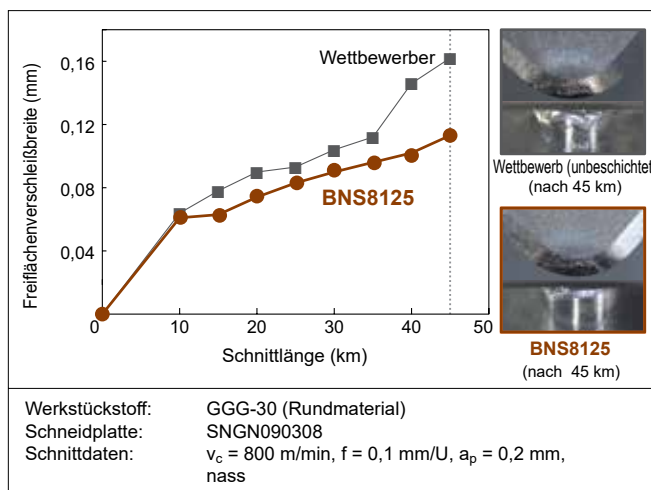 Freiflächenverschleißbreite (mm)
0,16
0,12
0,08
0,04
0
0
10
20
30
40
50
Schnittlänge (km)
Wettbewerber
BNS8125
Wettbewerb (unbeschichtet)
(nach 45 km)
BNS8125
(nach 45 km)
Werkstückstoff: GGG-30 (Rundmaterial)
Schneidplatte: SNGN090308
Schnittdaten: vc = 800 m/min, f = 0,1 mm/U, ap = 0,2 mm,
nass